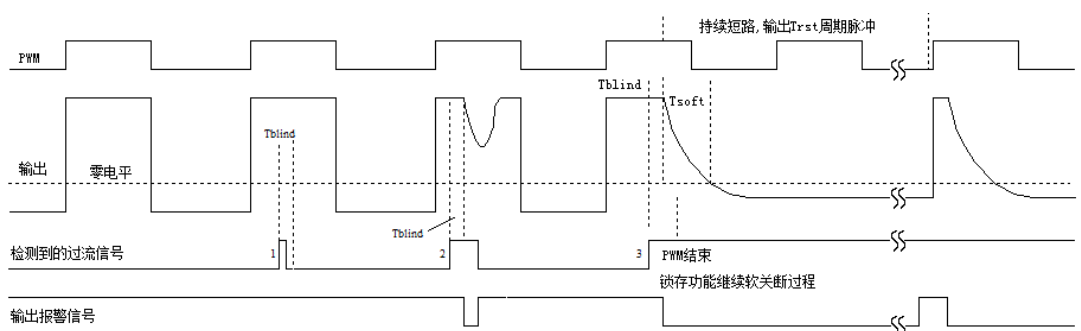 持续短路,输出Trst周期脉冲
PWM
Tblind
Tsoft
Tblind
输出
零电平
Tblind
检测到的过流信号
1
2
3
PWM结束
锁存功能继续软关断过程
输出报警信号